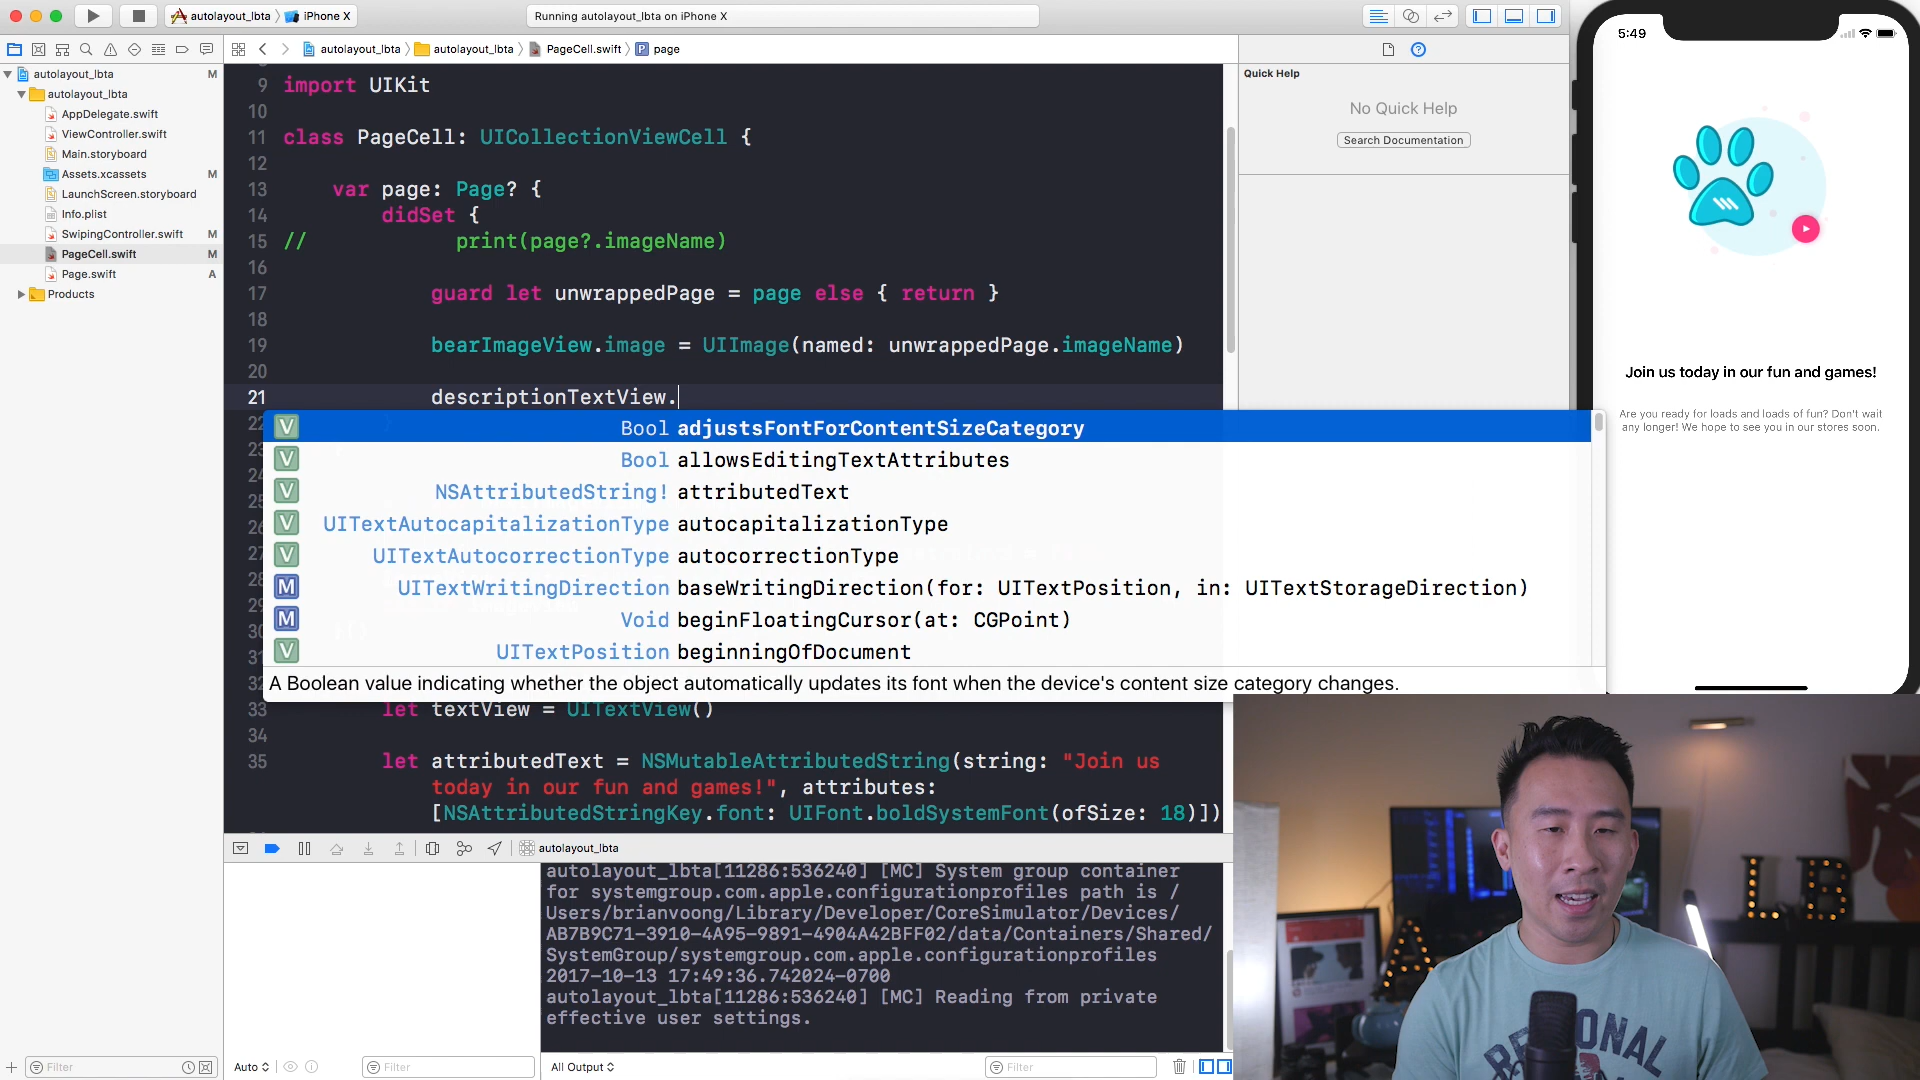 autolayout_lbta
iPhone X
Running autolayout_lbta on iPhone X
autolayout_lbta
autolayout_lbta
PageCell.swift
page
autolayout_lbta M
autolayout_lbta
AppDelegate.swift
ViewController.swift
Main.storyboard
Assets.xcassets M
LaunchScreen.storyboard
Info.plist
SwipingController.swift M
PageCell.swift M
Page.swift A
Products
9 import UIKit
10
11 class PageCell: UICollectionViewCell {
12
13 var page: Page? {
14 didSet {
15 // print(page?.imageName)
16
17 guard let unwrappedPage = page else { return }
18
19 bearImageView.image = UIImage(named: unwrappedPage.imageName)
20
21 descriptionTextView.
V Bool adjustsFontForContentSizeCategory
V Bool allowsEditingTextAttributes
V NSAttributedString! attributedText
V UITextAutocapitalizationType autocapitalizationType
V UITextAutocorrectionType autocorrectionType
M UITextWritingDirection baseWritingDirection(for: UITextPosition, in: UITextStorageDirection)
M Void beginFloatingCursor(at: CGPoint)
V UITextPosition beginningOfDocument
A Boolean value indicating whether the object automatically updates its font when the device's content size category changes.
33 let textView = UITextView()
34
35 let attributedText = NSMutableAttributedString(string: "Join us
today in our fun and games!", attributes:
[NSAttributedStringKey.font: UIFont.boldSystemFont(ofSize: 18)])
autolayout_lbta
autolayout_lbta[11286:536240] [MC] System group container
for systemgroup.com.apple.configurationprofiles path is /
Users/brianvoong/Library/Developer/CoreSimulator/Devices/
AB7B9C71-3910-4A95-9891-4904A42BFF02/data/Containers/Shared/
SystemGroup/systemgroup.com.apple.configurationprofiles
2017-10-13 17:49:36.742024-0700
autolayout_lbta[11286:536240] [MC] Reading from private
effective user settings.
Filter
Auto
Filter
All Output
Filter
Quick Help
No Quick Help
Search Documentation
5:49
Join us today in our fun and games!
Are you ready for loads and loads of fun? Don't wait
any longer! We hope to see you in our stores soon.
L B
A